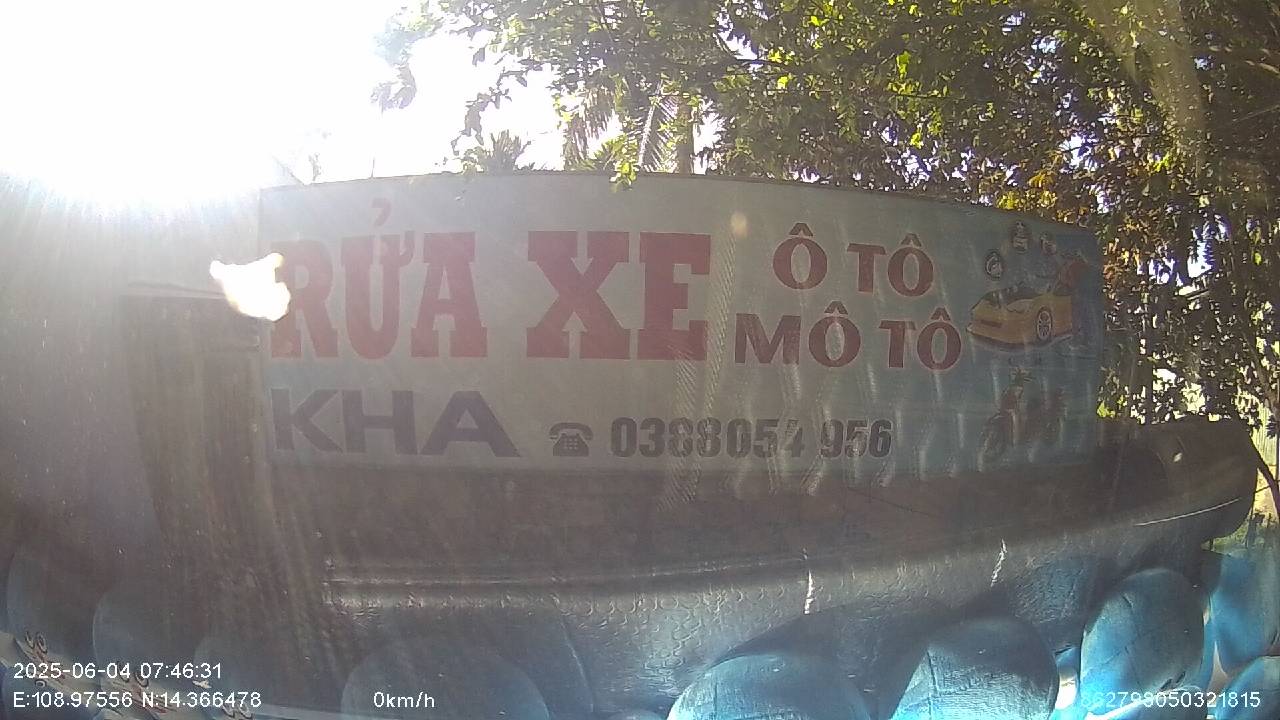 RỬA XE
Ô TÔ
MÔ TÔ
KHA ☎ 0388054 956
2025-06-04 07:46:31
E:108.97556 N:14.366478 0km/h
862798050321815